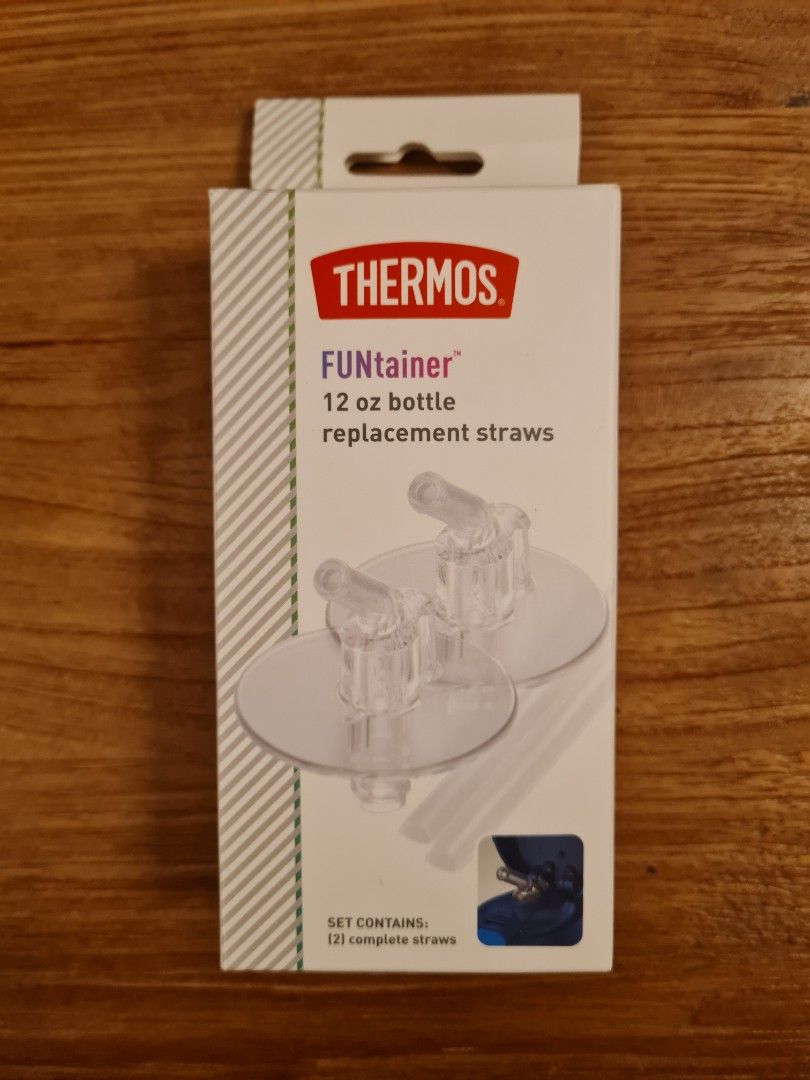 THERMOS®
FUNtainer™
12 oz bottle
replacement straws
SET CONTAINS:
(2) complete straws